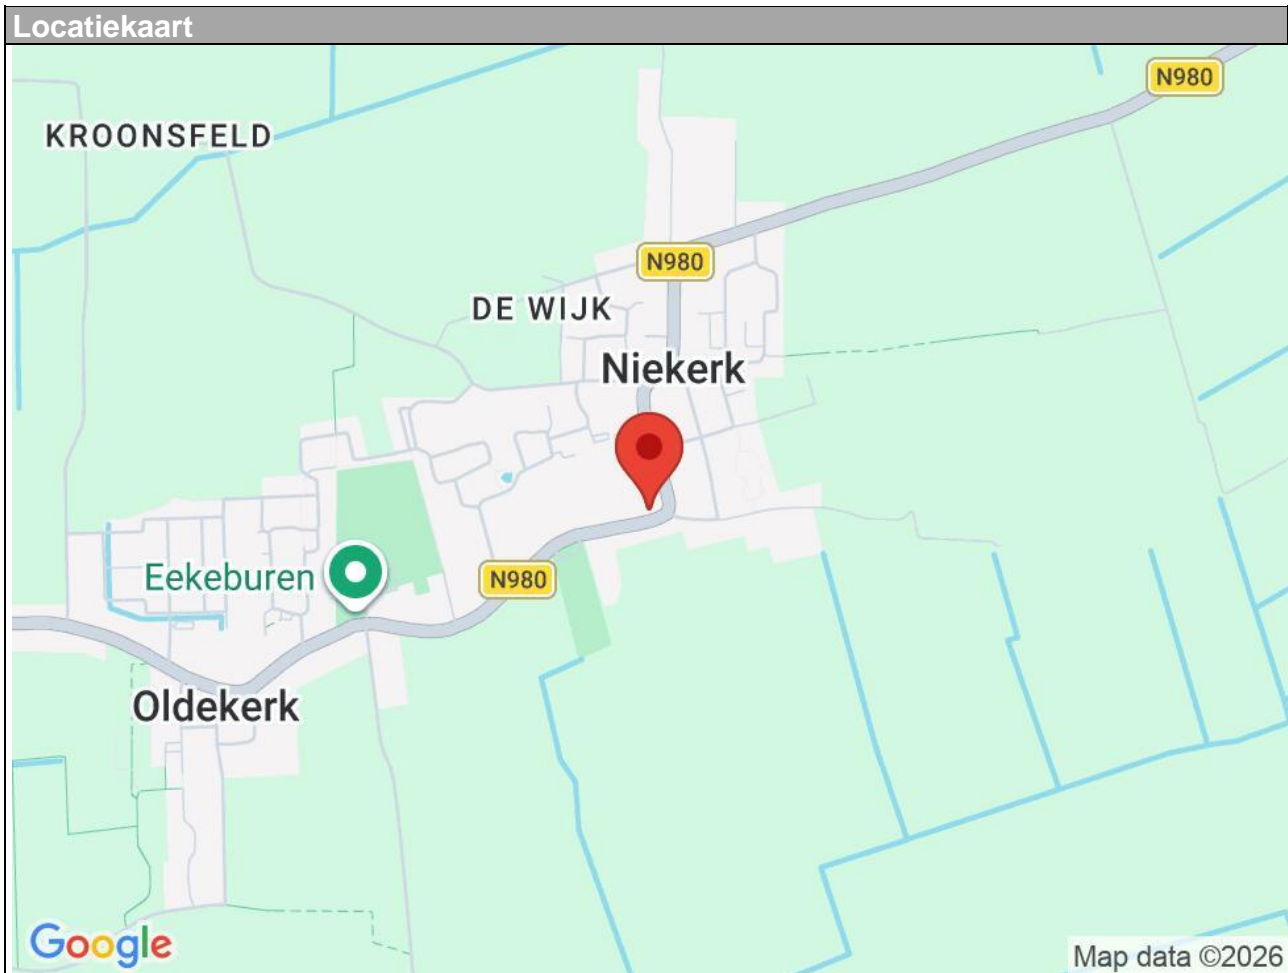 Locatiekaart
N980
KROONSFELD
N980
DE WIJK
Niekerk
Eekeburen
N980
Oldekerk
Google
Map data ©2026